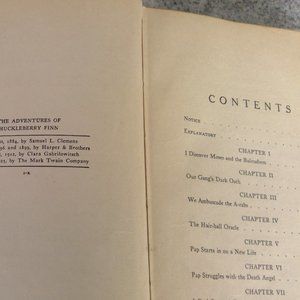 THE ADVENTURES OF
HUCKLEBERRY FINN
1884, by Samuel L. Clemens
and 1899, by Harper & Brothers
1912, by Clara Gabrilowitsch
by The Mark Twain Company
CONTENTS
Notice
Explanatory
CHAPTER I
I Discover Moses and the Bulrushers
CHAPTER II
Our Gang's Dark Oath
CHAPTER III
We Ambuscade the A-rabs
CHAPTER IV
The Hair-ball Oracle
CHAPTER V
Pap Starts in on a New Life
CHAPTER VI
Pap Struggles with the Death Angel
CHAPTER VII